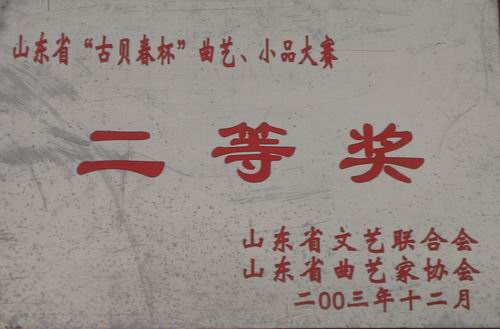 山东省“古贝春杯”曲艺、小品大赛
二等奖
山东省文艺联合会
山东省曲艺家协会
二00三年十二月